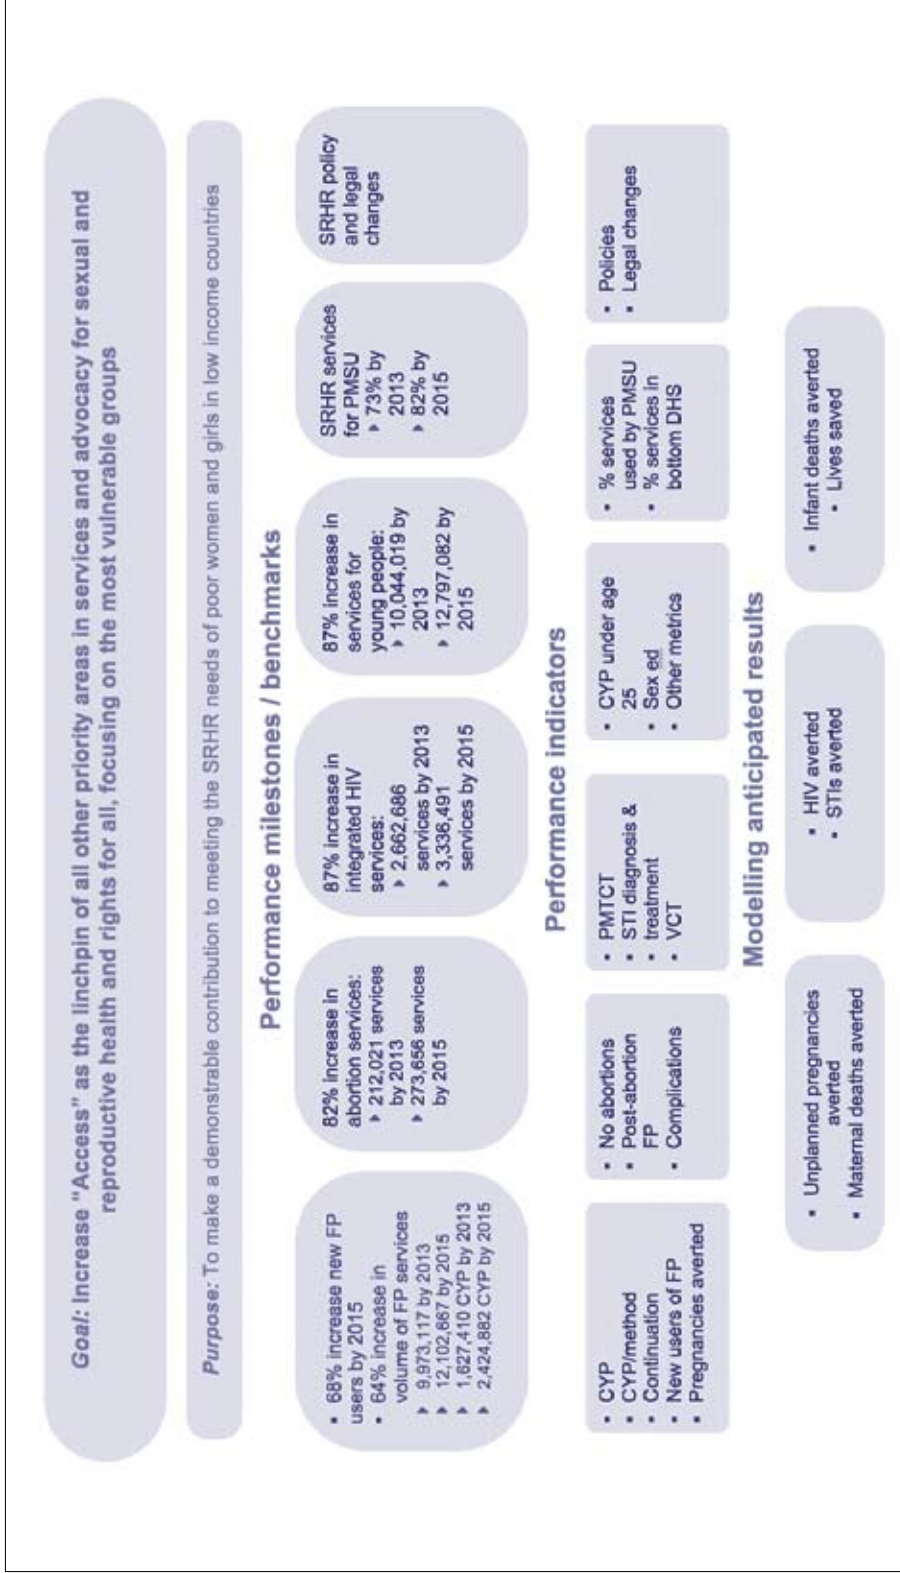 Goal: Increase "Access" as the linchpin of all other priority areas in services and advocacy for sexual and
reproductive health and rights for all, focusing on the most vulnerable groups
Purpose: To make a demonstrable contribution to meeting the SRHR needs of poor women and girls in low income countries
Performance milestones / benchmarks
• 68% increase new FP
users by 2015
• 64% increase in
volume of FP services
➤ 9,973,117 by 2013
➤ 12,102,667 by 2015
➤ 1,627,410 CYP by 2013
➤ 2,424,882 CYP by 2015
82% increase in
abortion services:
➤ 212,021 services
by 2013
➤ 273,656 services
by 2015
87% increase in
integrated HIV
services:
➤ 2,662,686
services by 2013
➤ 3,336,491
services by 2015
87% increase in
services for
young people:
➤ 10,044,019 by
2013
➤ 12,797,082 by
2015
SRHR services
for PMSU
➤ 73% by
2013
➤ 82% by
2015
SRHR policy
and legal
changes
Performance indicators
• CYP
• CYP/method
• Continuation
• New users of FP
• Pregnancies averted
• No abortions
• Post-abortion
FP
• Complications
• PMTCT
• STI diagnosis &
• treatment
• VCT
• CYP under age
25
• Sex ed
• Other metrics
• % services
used by PMSU
• % services in
bottom DHS
• Policies
• Legal changes
Modelling anticipated results
• Unplanned pregnancies
averted
• Maternal deaths averted
• HIV averted
• STIs averted
• Infant deaths averted
• Lives saved